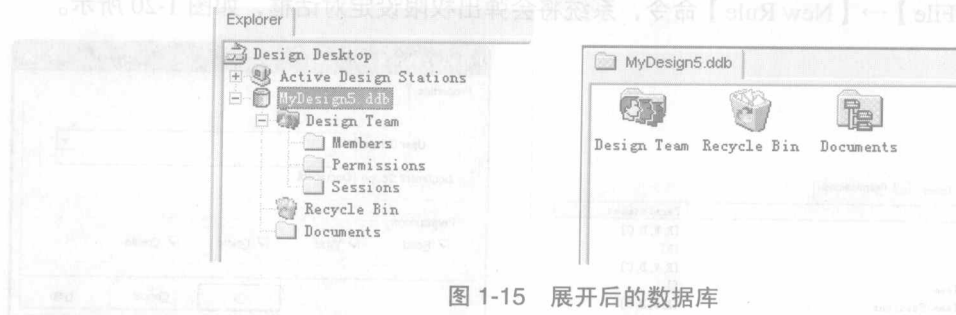 Explorer
Design Desktop
Active Design Stations
MyDesign5.ddb
Design Team
Members
Permissions
Sessions
Recycle Bin
Documents
MyDesign5.ddb
Design Team Recycle Bin Documents
图 1-15 展开后的数据库